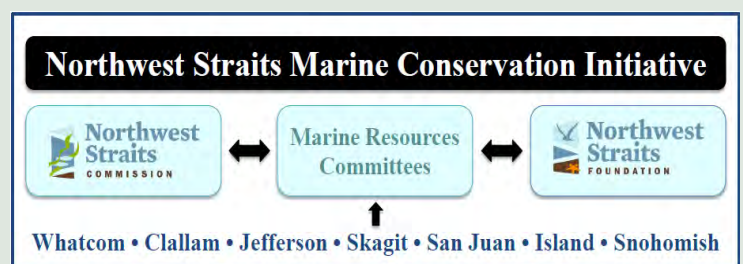 Northwest Straits Marine Conservation Initiative
Northwest
Straits
COMMISSION
Marine Resources
Committees
Northwest
Straits
FOUNDATION
Whatcom • Clallam • Jefferson • Skagit • San Juan • Island • Snohomish